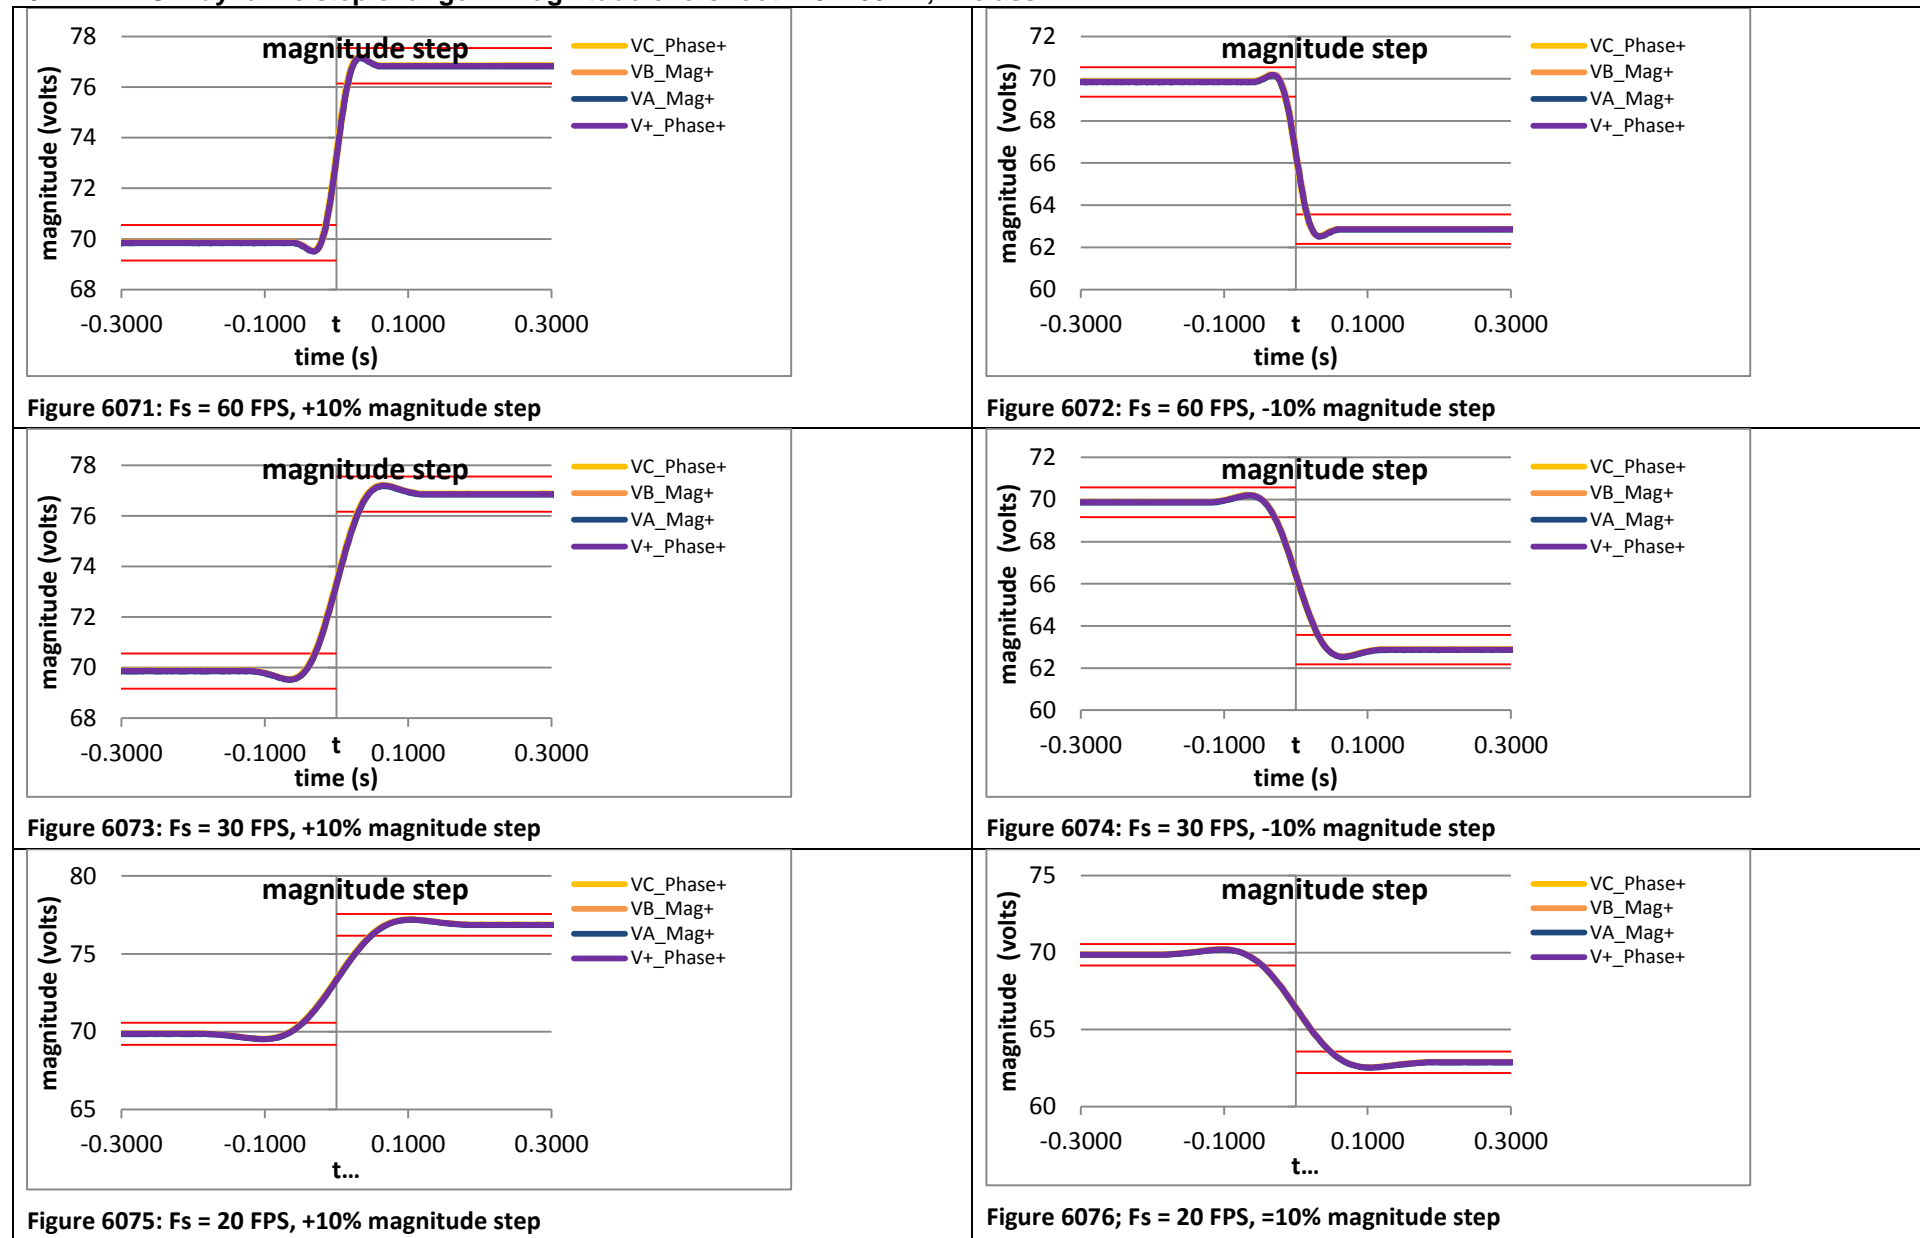 magnitude step
78
76
74
72
70
68
magnitude (volts)
-0.3000 -0.1000 t 0.1000 0.3000
time (s)
VC_Phase+
VB_Mag+
VA_Mag+
V+_Phase+
Figure 6071: Fs = 60 FPS, +10% magnitude step
magnitude step
72
70
68
66
64
62
60
magnitude (volts)
-0.3000 -0.1000 t 0.1000 0.3000
time (s)
VC_Phase+
VB_Mag+
VA_Mag+
V+_Phase+
Figure 6072: Fs = 60 FPS, -10% magnitude step
magnitude step
78
76
74
72
70
68
magnitude (volts)
-0.3000 -0.1000 t 0.1000 0.3000
time (s)
VC_Phase+
VB_Mag+
VA_Mag+
V+_Phase+
Figure 6073: Fs = 30 FPS, +10% magnitude step
magnitude step
72
70
68
66
64
62
60
magnitude (volts)
-0.3000 -0.1000 t 0.1000 0.3000
time (s)
VC_Phase+
VB_Mag+
VA_Mag+
V+_Phase+
Figure 6074: Fs = 30 FPS, -10% magnitude step
magnitude step
80
75
70
65
magnitude (volts)
-0.3000 -0.1000 0.1000 0.3000
t...
VC_Phase+
VB_Mag+
VA_Mag+
V+_Phase+
Figure 6075: Fs = 20 FPS, +10% magnitude step
magnitude step
75
70
65
60
magnitude (volts)
-0.3000 -0.1000 0.1000 0.3000
t...
VC_Phase+
VB_Mag+
VA_Mag+
V+_Phase+
Figure 6076; Fs = 20 FPS, =10% magnitude step